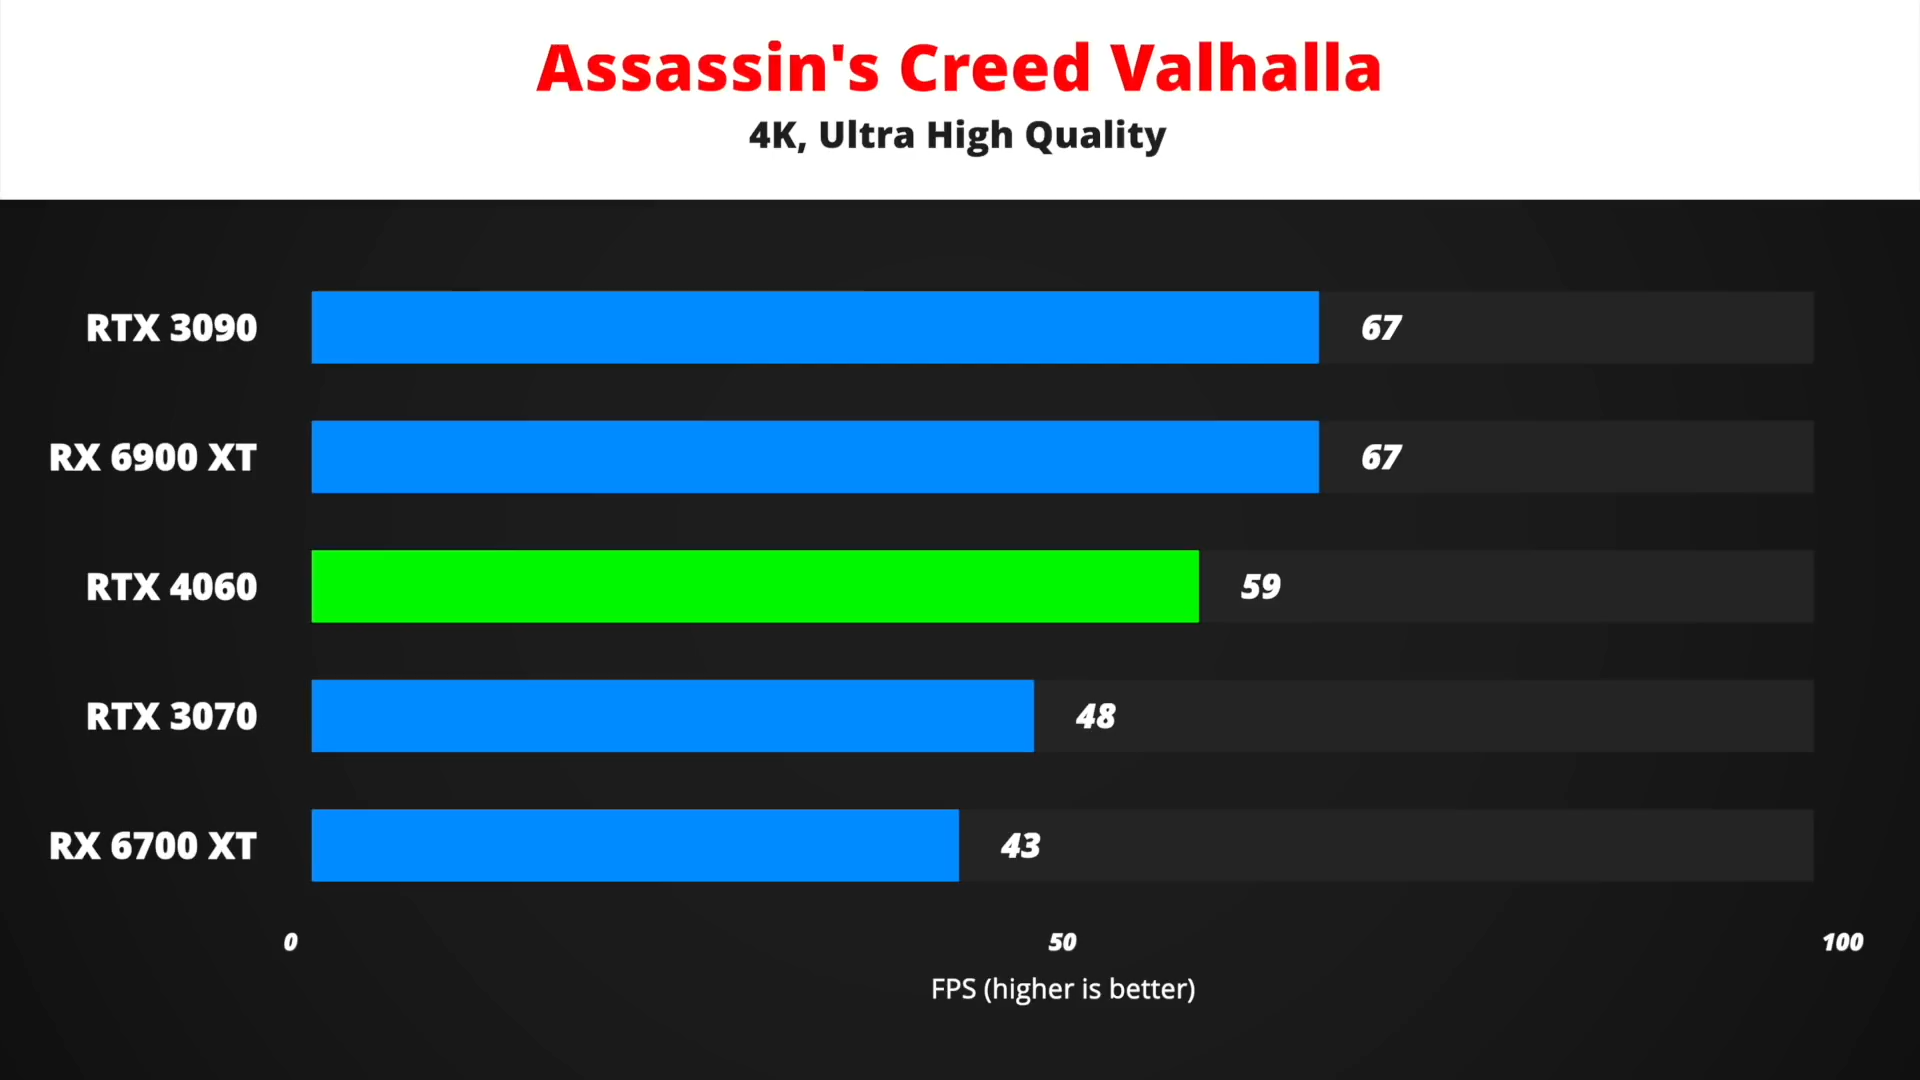 Assassin's Creed Valhalla
4K, Ultra High Quality
RTX 3090 67
RX 6900 XT 67
RTX 4060 59
RTX 3070 48
RX 6700 XT 43
0 50 100
FPS (higher is better)